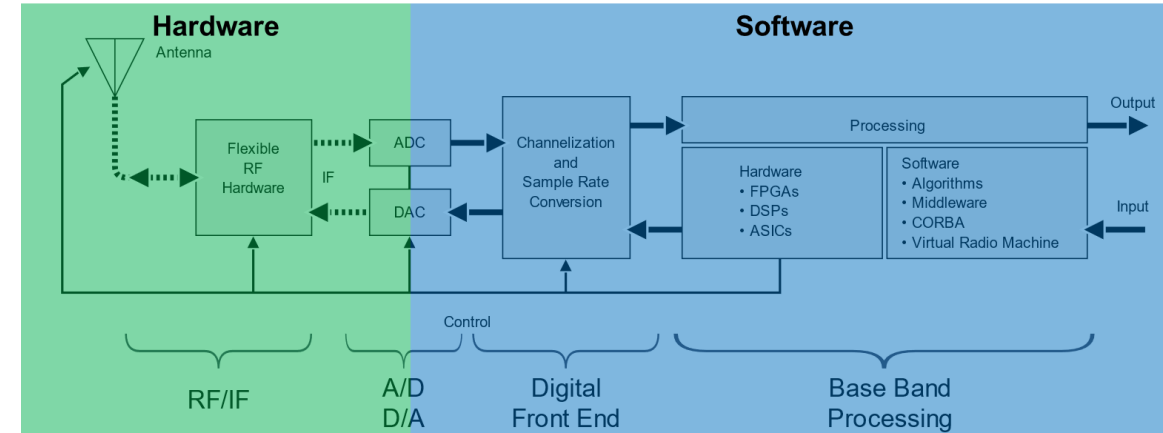 Hardware
Software
Antenna
Flexible
RF
Hardware
IF
ADC
DAC
Channelization
and
Sample Rate
Conversion
Processing
Hardware
• FPGAs
• DSPs
• ASICs
Software
• Algorithms
• Middleware
• CORBA
• Virtual Radio Machine
Output
Input
Control
RF/IF
A/D
D/A
Digital
Front End
Base Band
Processing